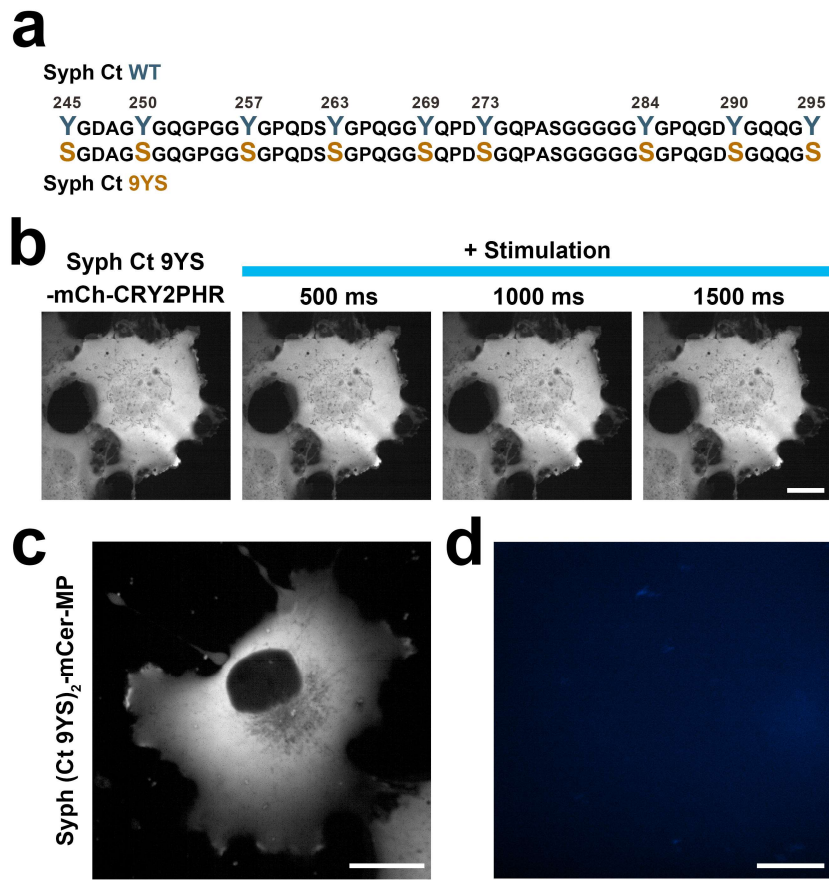 a
Syph Ct WT
245 250 257 263 269 273 284 290 295
YGDAGYGQGPGGYGPQDSYGPQGGYQPDYGQPASGGGGGYGPQGDYGQQGY
SGDAGSGQGPGGSGPQDSSGPQGGSQPDSGQPASGGGGGSGPQGDSGQQGS
Syph Ct 9YS
b
Syph Ct 9YS
-mCh-CRY2PHR
+ Stimulation
500 ms 1000 ms 1500 ms
c
Syph (Ct 9YS)2-mCer-MP
d